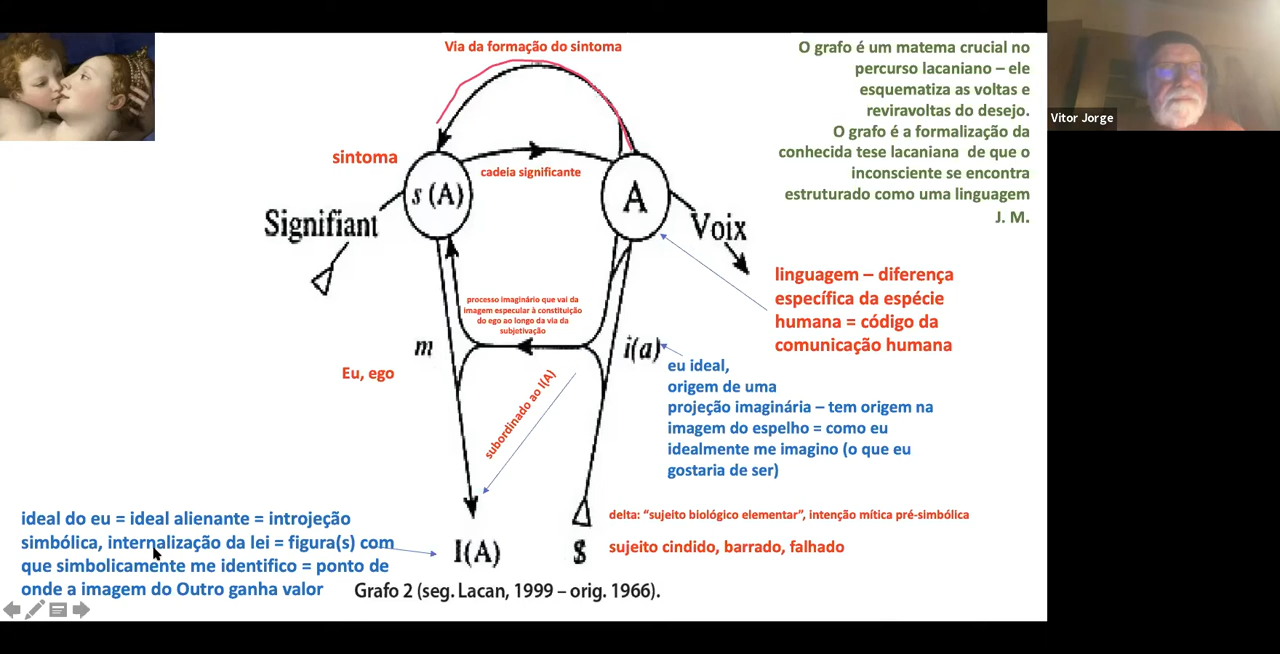 Via da formação do sintoma
O grafo é um matema crucial no
percurso lacaniano – ele
esquematiza as voltas e
reviravoltas do desejo.
O grafo é a formalização da
conhecida tese lacaniana de que o
inconsciente se encontra
estruturado como uma linguagem
J. M.
Vitor Jorge
sintoma
cadeia significante
s (A)
A
Signifiant
Voix
linguagem – diferença
específica da espécie
humana = código da
comunicação humana
processo imaginário que vai da
imagem especular à constituição
do ego ao longo da via da
subjetivação
m
i(a)
Eu, ego
eu ideal,
origem de uma
projeção imaginária – tem origem na
imagem do espelho = como eu
idealmente me imagino (o que eu
gostaria de ser)
subordinado ao I(A)
ideal do eu = ideal alienante = introjeção
simbólica, internalização da lei = figura(s) com
que simbolicamente me identifico = ponto de
onde a imagem do Outro ganha valor
delta: “sujeito biológico elementar”, intenção mítica pré-simbólica
I(A)
$
sujeito cindido, barrado, falhado
Grafo 2 (seg. Lacan, 1999 – orig. 1966).